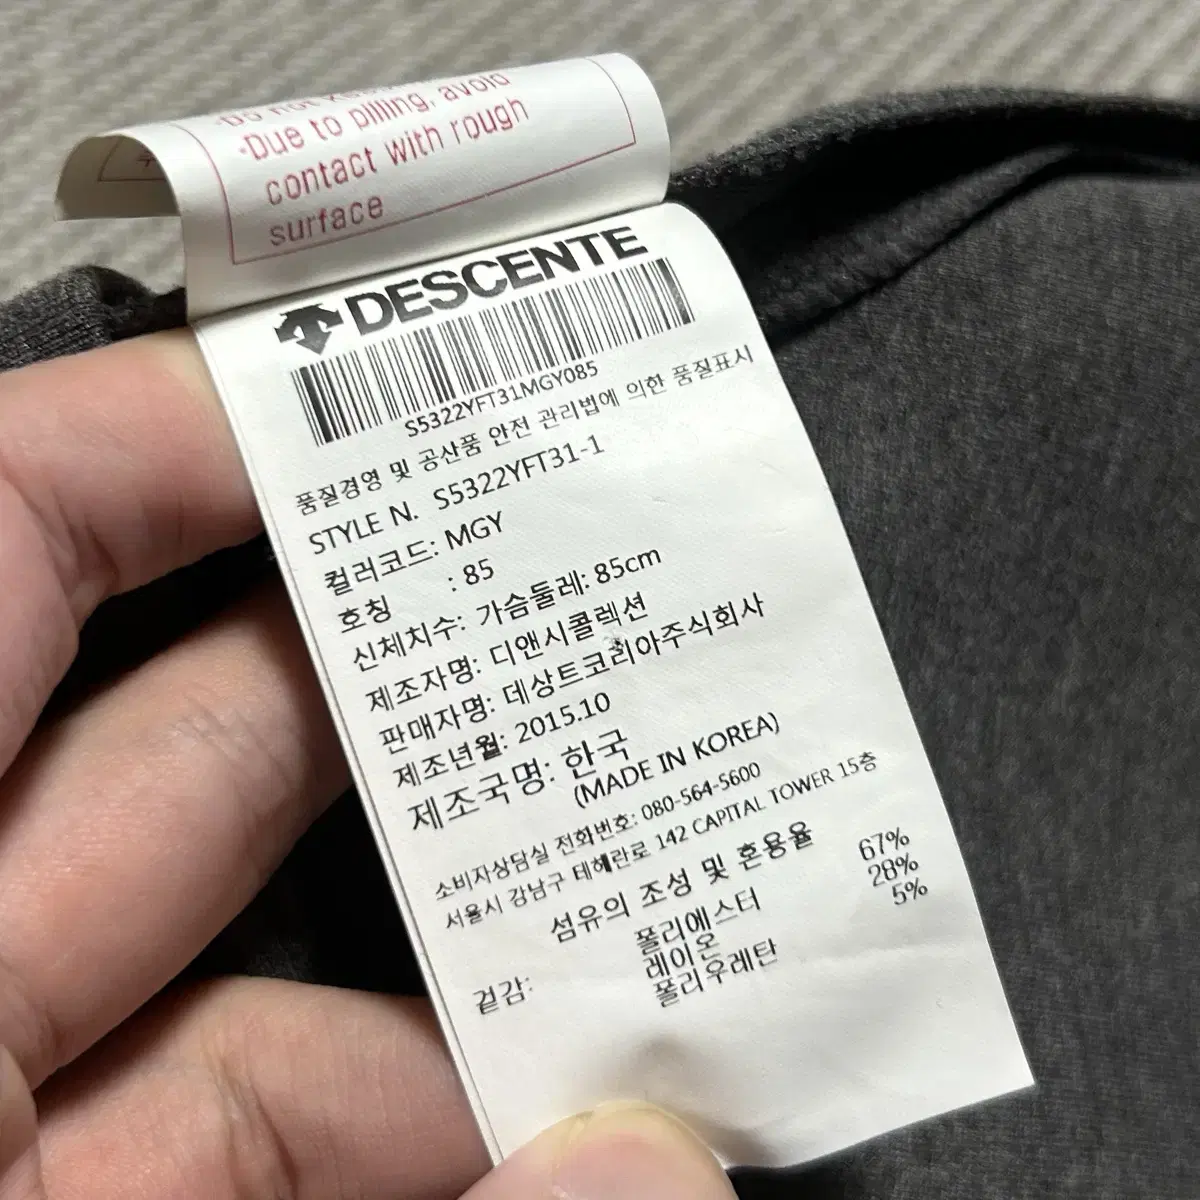 -Due to pilling, avoid
contact with rough
surface
DESCENTE
S5322YFT31MGY085
품질경영 및 공산품 안전 관리법에 의한 품질표시
STYLE N. S5322YFT31-1
컬러코드: MGY
호칭 : 85
신체치수: 가슴둘레: 85cm
제조자명: 디앤시콜렉션
판매자명: 데상트코리아주식회사
제조년월: 2015.10
제조국명: 한국
(MADE IN KOREA)
소비자상담실 전화번호: 080-564-5600
서울시 강남구 테헤란로 142 CAPITAL TOWER 15층
섬유의 조성 및 혼용율
겉감: 폴리에스터 67%
레이온 28%
폴리우레탄 5%